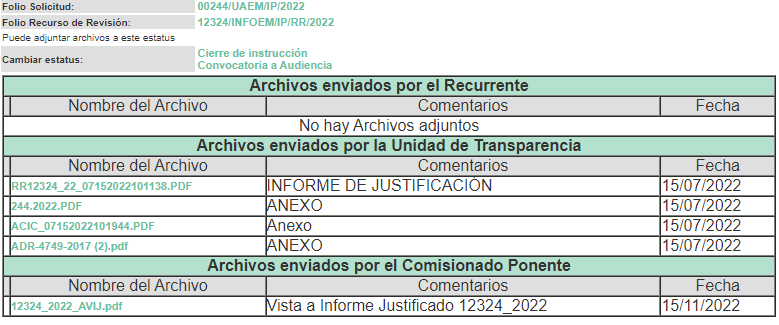 Folio Solicitud: 00244/UAEM/IP/2022
Folio Recurso de Revisión: 12324/INFOEM/IP/RR/2022
Puede adjuntar archivos a este estatus
Cambiar estatus: Cierre de instrucción
Convocatoria a Audiencia
Archivos enviados por el Recurrente
Nombre del Archivo Comentarios Fecha
No hay Archivos adjuntos
Archivos enviados por la Unidad de Transparencia
Nombre del Archivo Comentarios Fecha
RR12324_22_07152022101138.PDF INFORME DE JUSTIFICACIÓN 15/07/2022
244.2022.PDF ANEXO 15/07/2022
ACIC_07152022101944.PDF Anexo 15/07/2022
ADR-4749-2017 (2).pdf ANEXO 15/07/2022
Archivos enviados por el Comisionado Ponente
Nombre del Archivo Comentarios Fecha
12324_2022_AVIJ.pdf Vista a Informe Justificado 12324_2022 15/11/2022